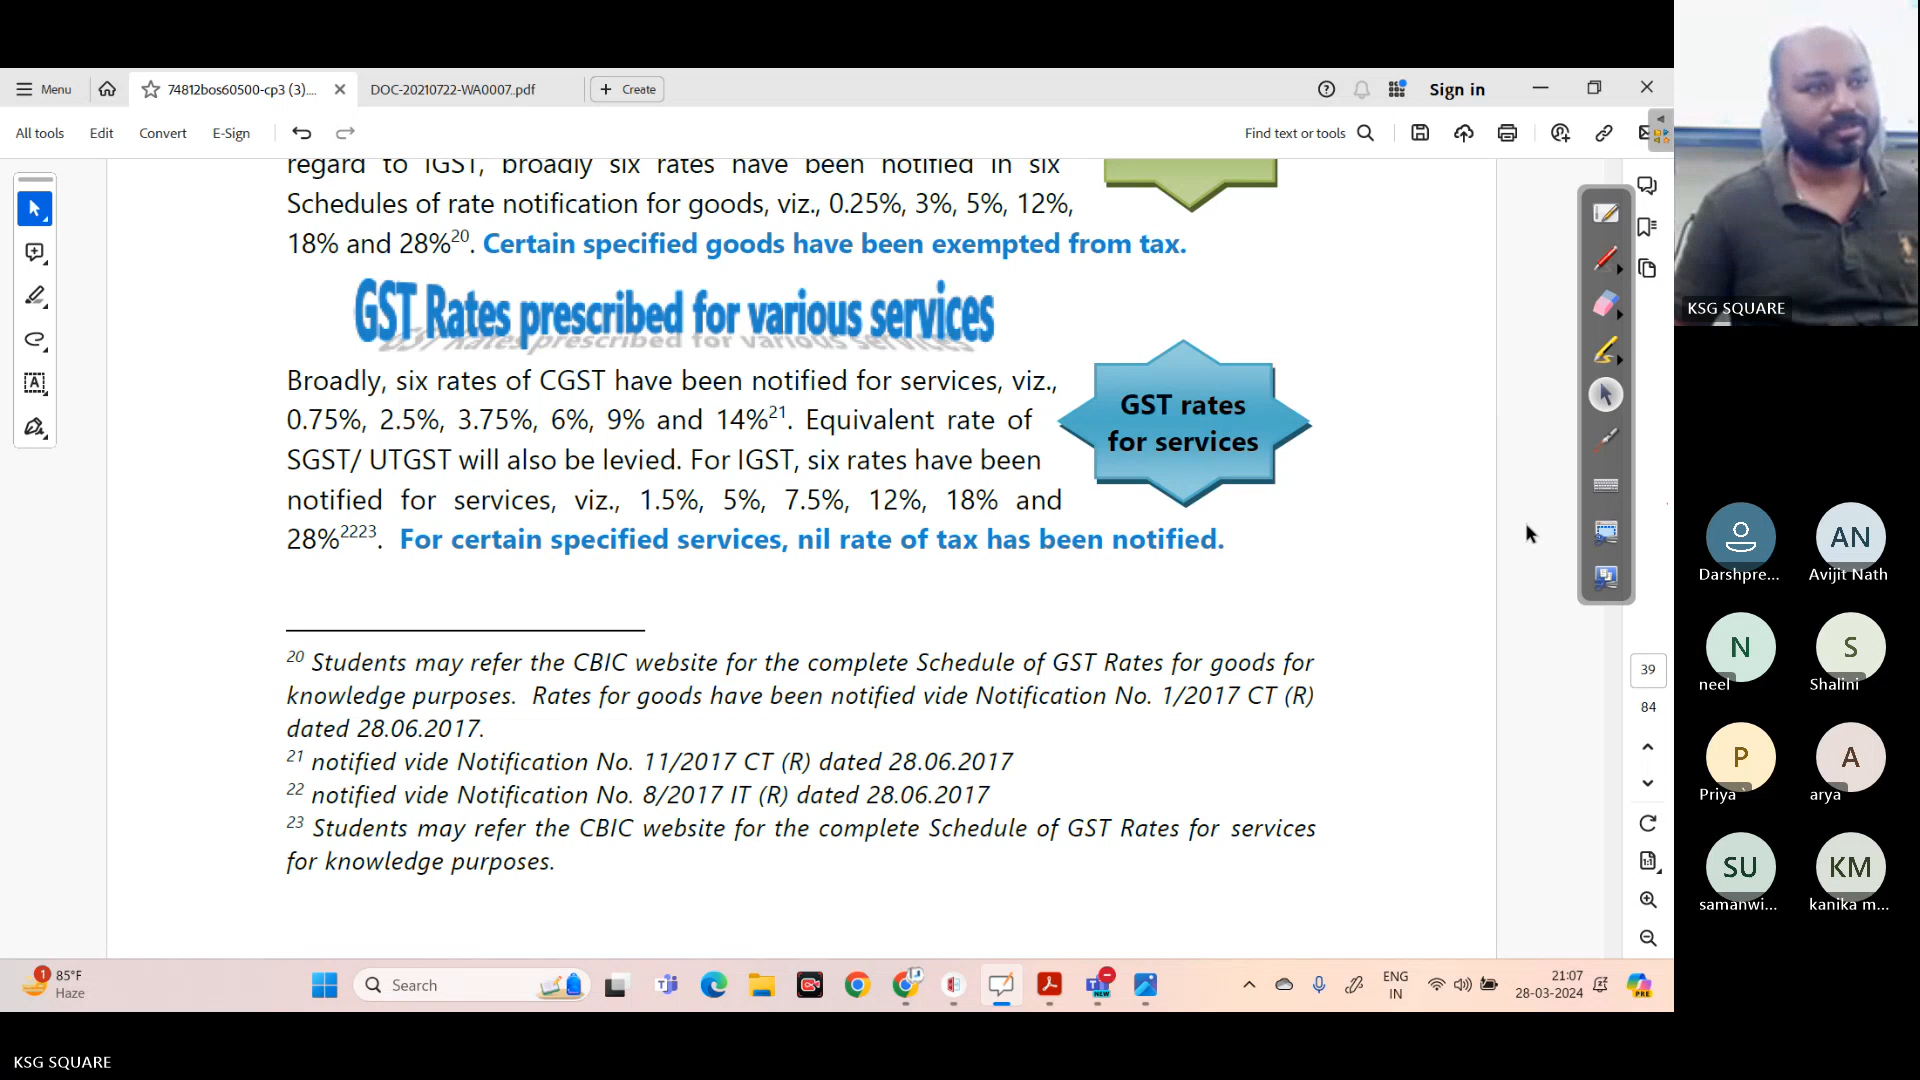 Menu
74812bos60500-cp3 (3)....
DOC-20210722-WA0007.pdf
Create
Sign in
All tools
Edit
Convert
E-Sign
Find text or tools
regard to IGST, broadly six rates have been notified in six
Schedules of rate notification for goods, viz., 0.25%, 3%, 5%, 12%,
18% and 28%20. Certain specified goods have been exempted from tax.
GST Rates prescribed for various services
Broadly, six rates of CGST have been notified for services, viz.,
0.75%, 2.5%, 3.75%, 6%, 9% and 14%21. Equivalent rate of
SGST/ UTGST will also be levied. For IGST, six rates have been
notified for services, viz., 1.5%, 5%, 7.5%, 12%, 18% and
28%2223. For certain specified services, nil rate of tax has been notified.
GST rates
for services
20 Students may refer the CBIC website for the complete Schedule of GST Rates for goods for
knowledge purposes. Rates for goods have been notified vide Notification No. 1/2017 CT (R)
dated 28.06.2017.
21 notified vide Notification No. 11/2017 CT (R) dated 28.06.2017
22 notified vide Notification No. 8/2017 IT (R) dated 28.06.2017
23 Students may refer the CBIC website for the complete Schedule of GST Rates for services
for knowledge purposes.
39
84
1:1
KSG SQUARE
AN
Darshpre...
Avijit Nath
N
S
neel
Shalini
P
A
Priya `
arya
SU
KM
samanwi...
kanika m...
1
85°F
Haze
Search
NEW
ENG
IN
21:07
28-03-2024
PRE
KSG SQUARE